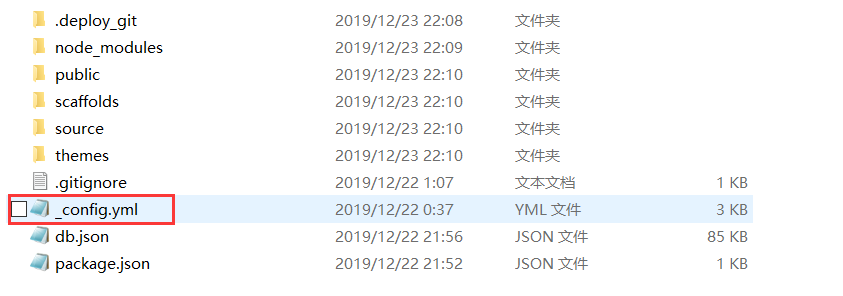 .deploy_git 2019/12/23 22:08 文件夹
node_modules 2019/12/23 22:09 文件夹
public 2019/12/23 22:10 文件夹
scaffolds 2019/12/23 22:10 文件夹
source 2019/12/23 22:10 文件夹
themes 2019/12/23 22:10 文件夹
.gitignore 2019/12/22 1:07 文本文档 1 KB
_config.yml 2019/12/22 0:37 YML 文件 3 KB
db.json 2019/12/22 21:56 JSON 文件 85 KB
package.json 2019/12/22 21:52 JSON 文件 1 KB